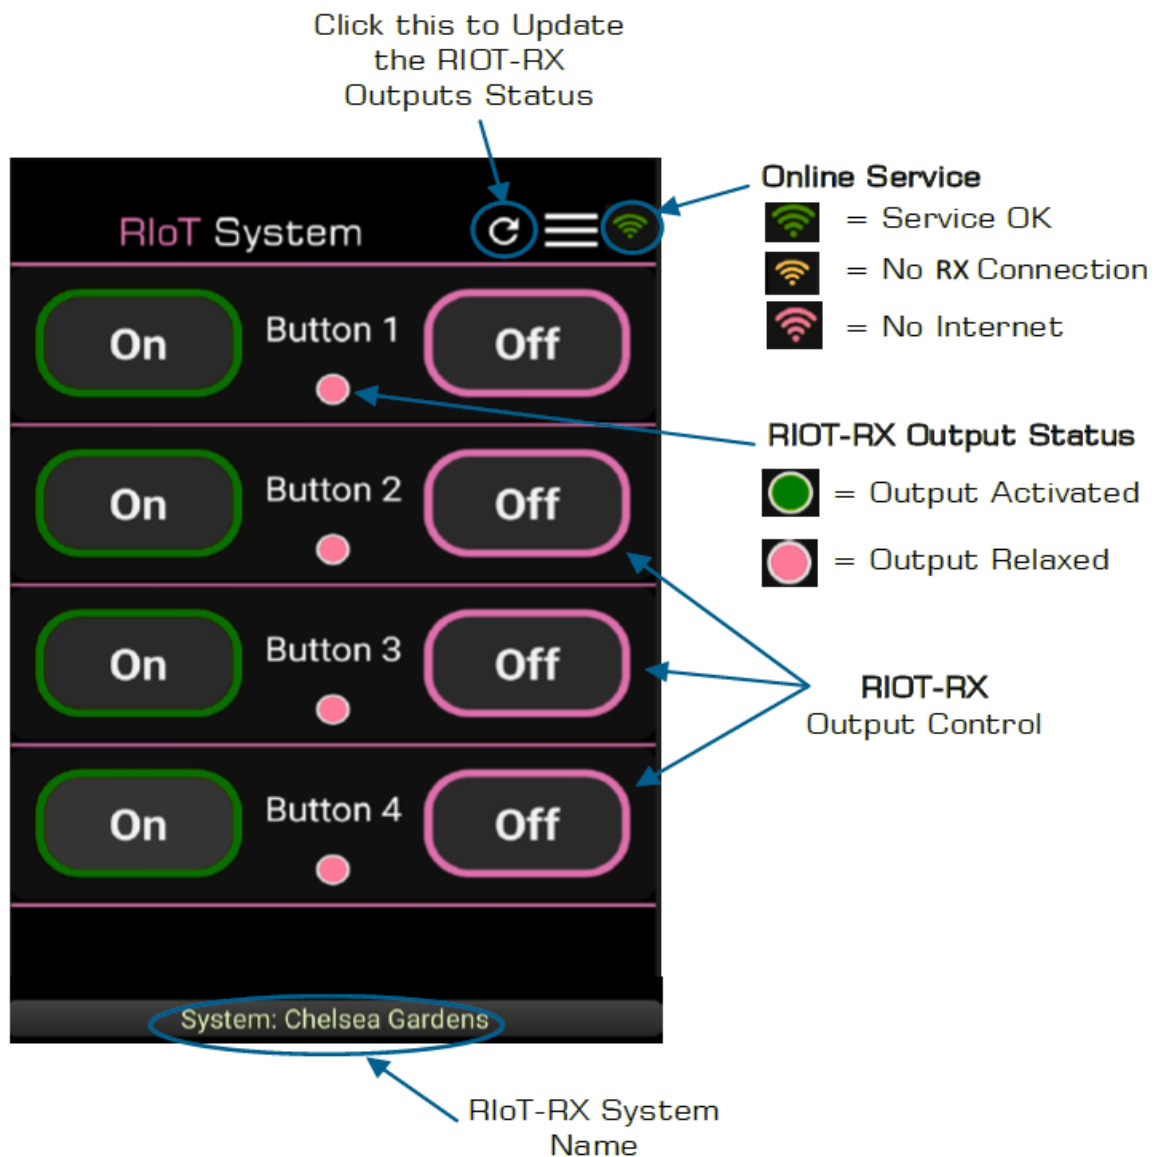 Click this to Update
the RIOT-RX
Outputs Status
RIoT System
Online Service
= Service OK
= No RX Connection
= No Internet
On
Button 1
Off
RIOT-RX Output Status
= Output Activated
= Output Relaxed
On
Button 2
Off
On
Button 3
Off
RIOT-RX
Output Control
On
Button 4
Off
System: Chelsea Gardens
RIoT-RX System
Name